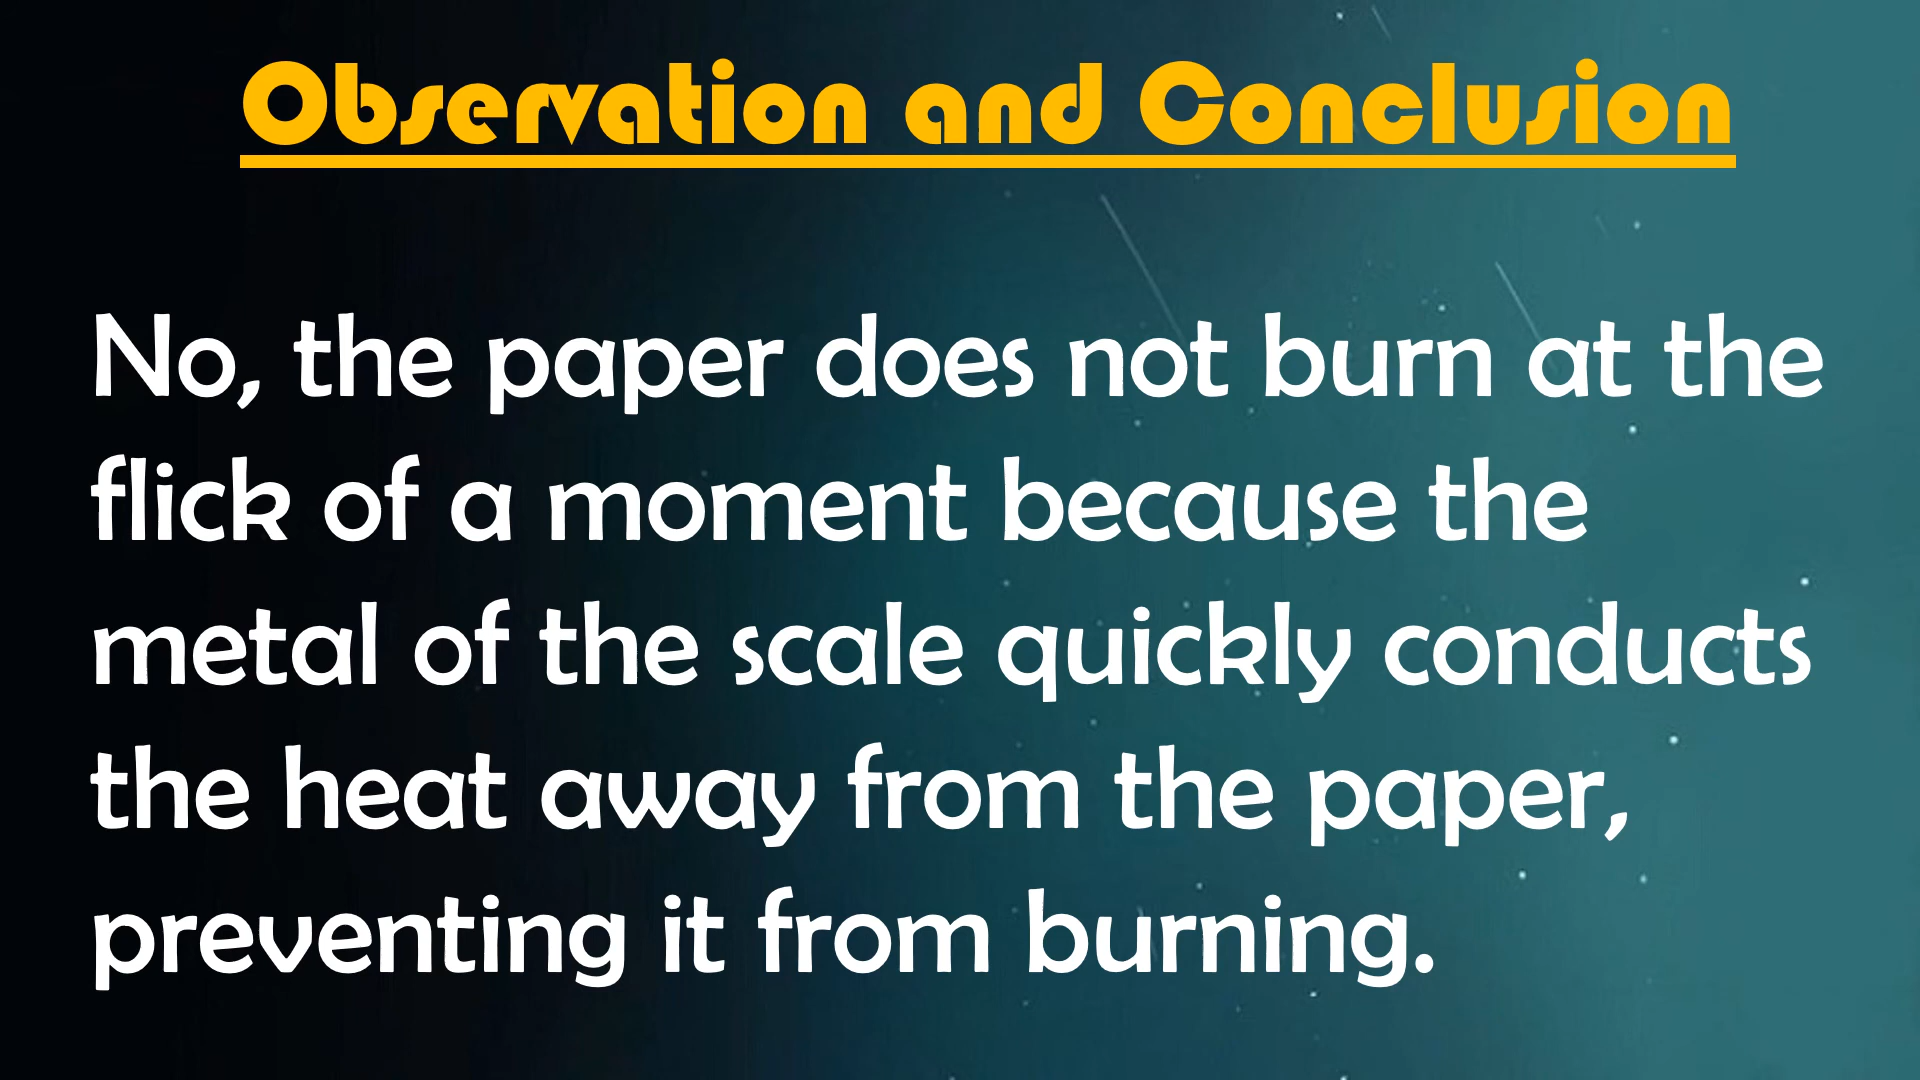 Observation and Conclusion
No, the paper does not burn at the
flick of a moment because the
metal of the scale quickly conducts
the heat away from the paper,
preventing it from burning.